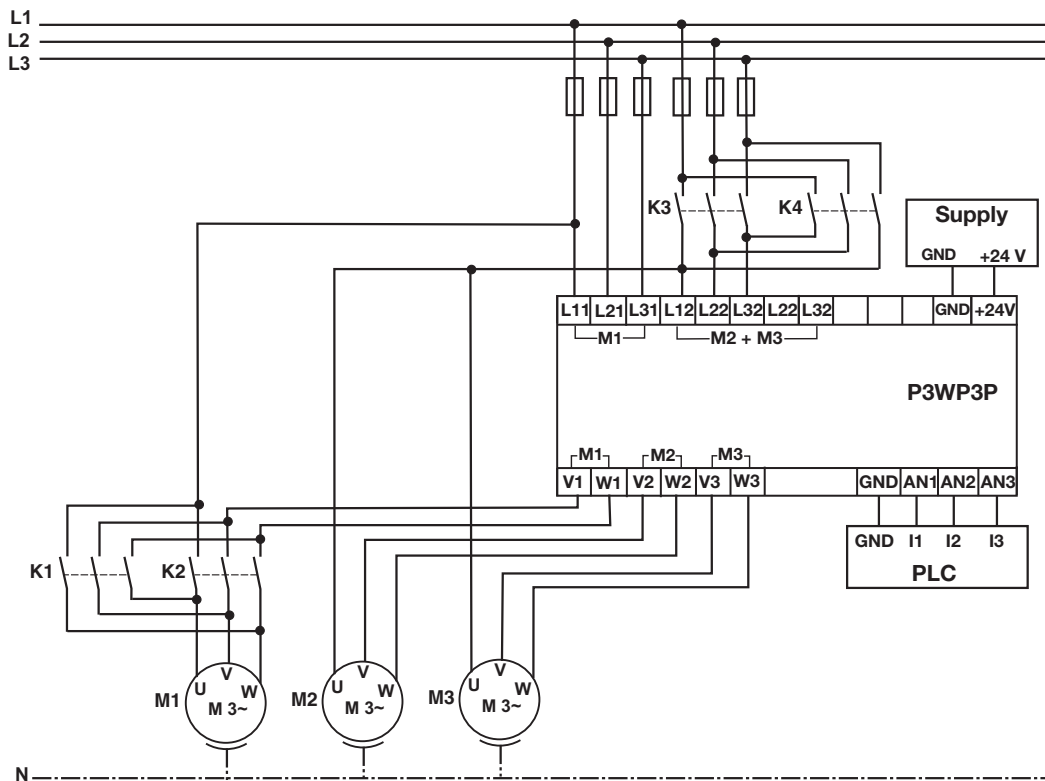 L1
L2
L3
K3
K4
Supply
GND +24 V
L11 L21 L31 L12 L22 L32 L22 L32 GND +24V
M1 M2 + M3
P3WP3P
M1 M2 M3
V1 W1 V2 W2 V3 W3 GND AN1 AN2 AN3
GND I1 I2 I3
PLC
K1 K2
U V W
M1 M 3~
U V W
M2 M 3~
U V W
M3 M 3~
N